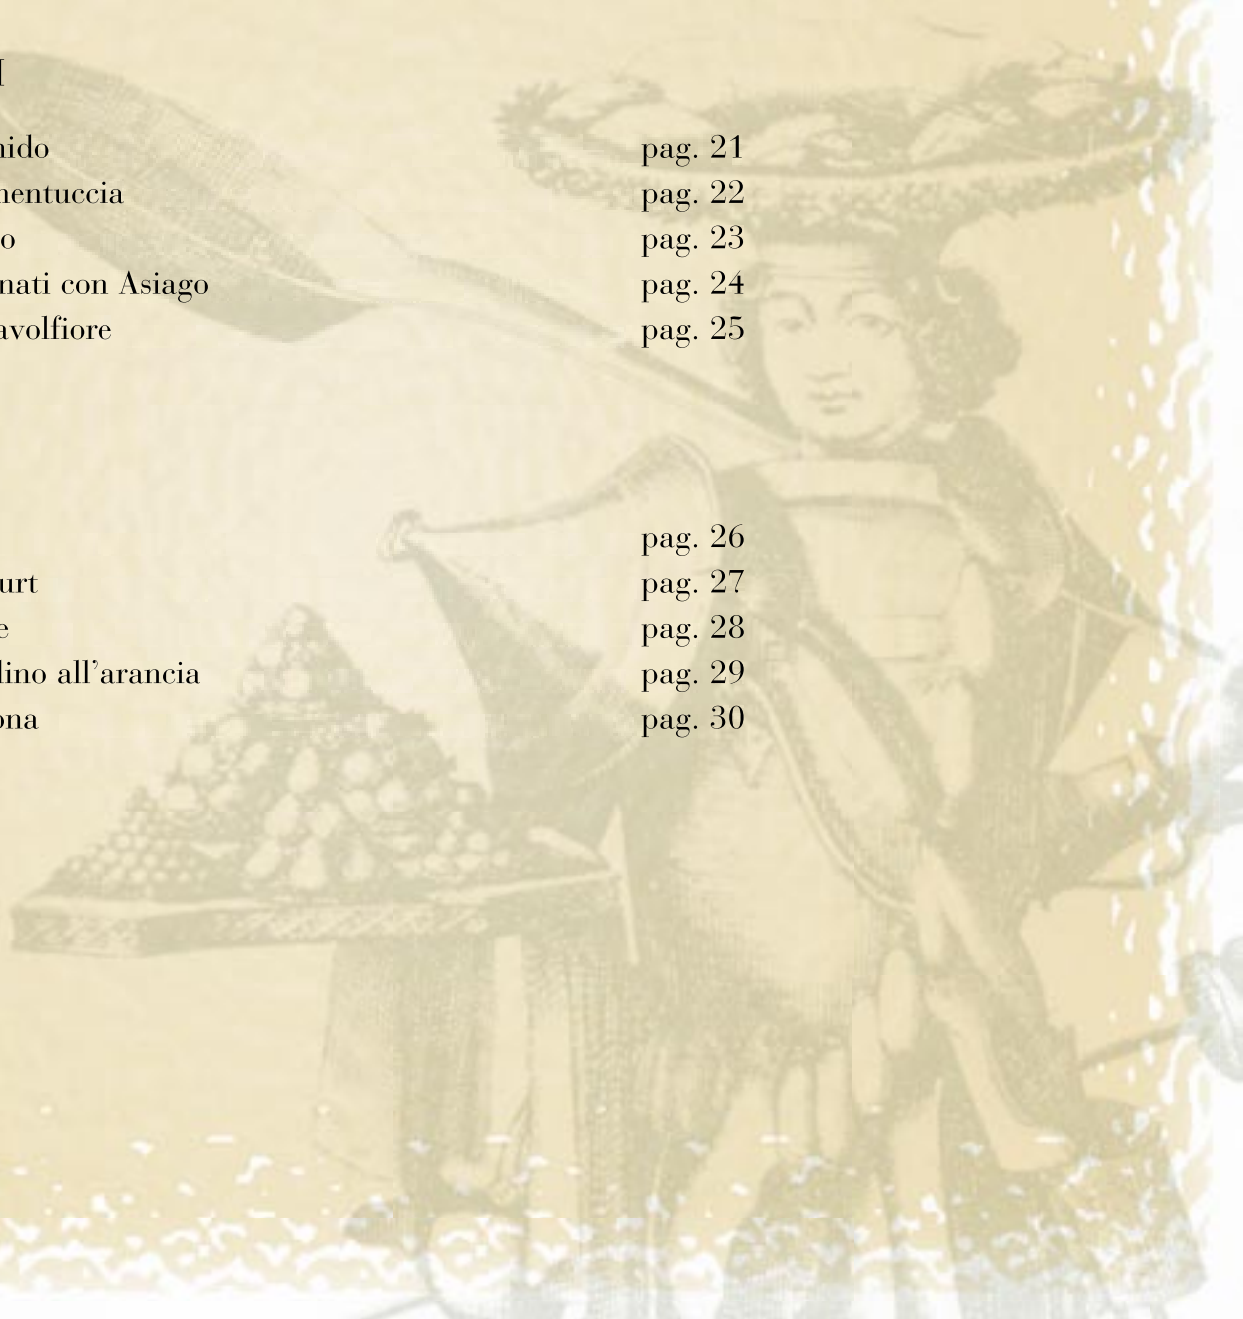 I
nido
nentuccia
o
nati con Asiago
avolfiore
pag. 21
pag. 22
pag. 23
pag. 24
pag. 25
urt
e
lino all’arancia
ona
pag. 26
pag. 27
pag. 28
pag. 29
pag. 30